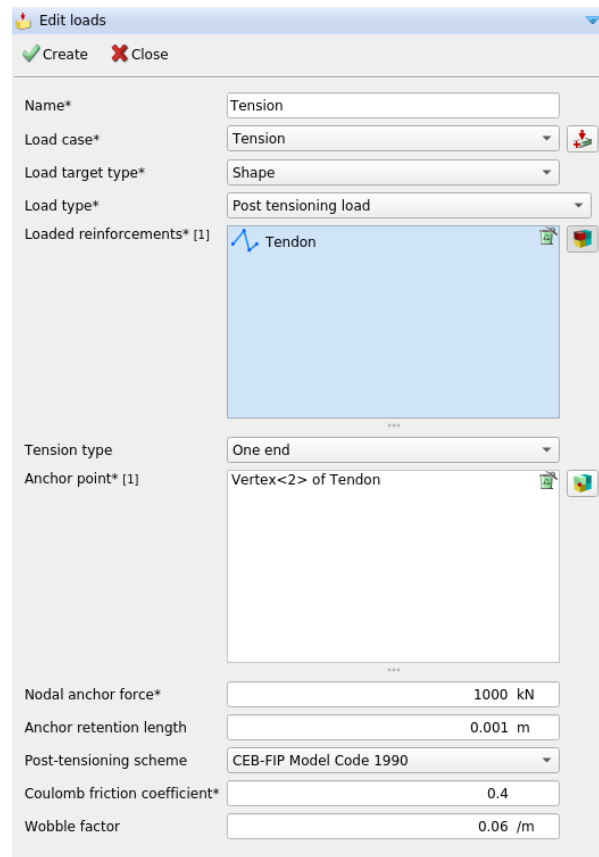 Edit loads
Create Close
Name* Tension
Load case* Tension
Load target type* Shape
Load type* Post tensioning load
Loaded reinforcements* [1] Tendon
Tension type One end
Anchor point* [1] Vertex<2> of Tendon
Nodal anchor force* 1000 kN
Anchor retention length 0.001 m
Post-tensioning scheme CEB-FIP Model Code 1990
Coulomb friction coefficient* 0.4
Wobble factor 0.06 /m